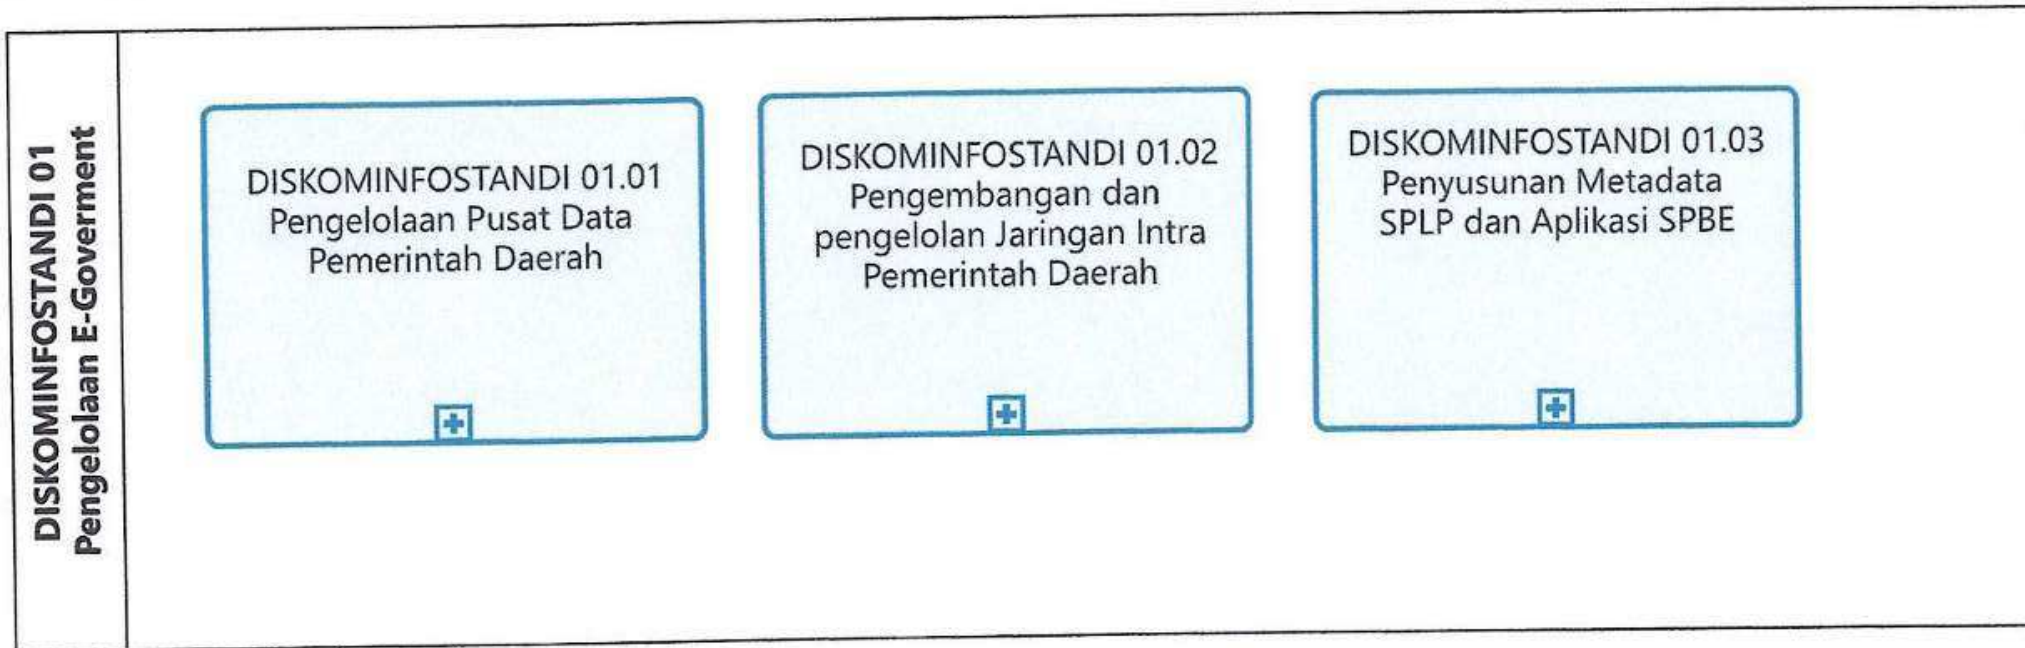 DISKOMINFOSTANDI 01
Pengelolaan E-Goverment
DISKOMINFOSTANDI 01.01
Pengelolaan Pusat Data
Pemerintah Daerah
DISKOMINFOSTANDI 01.02
Pengembangan dan
pengelolan Jaringan Intra
Pemerintah Daerah
DISKOMINFOSTANDI 01.03
Penyusunan Metadata
SPLP dan Aplikasi SPBE